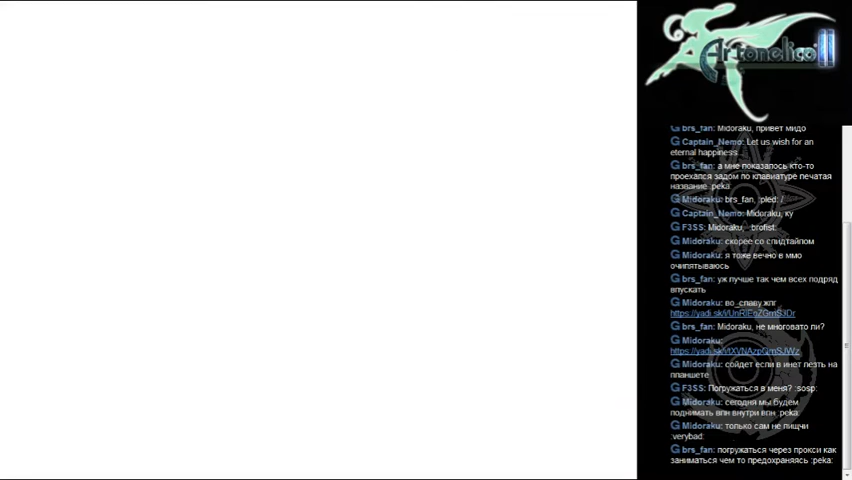 Ar tonelico II
brs_fan: Midoraku, привет мидо
Captain_Nemo: Let us wish for an
eternal happiness...
brs_fan: а мне показалось кто-то
проехался задом по клавиатуре печатая
название :peka:
Midoraku: brs_fan, :pled: /
Captain_Nemo: Midoraku, ку
F3SS: Midoraku, :brofist:
Midoraku: скорее со спидтайпом
Midoraku: я тоже вечно в ммо
очипятываюсь
brs_fan: уж лучше так чем всех подряд
впускать
Midoraku: во_славу.жпг
brs_fan: Midoraku, не многовато ли?
Midoraku:
Midoraku: сойдет если в инет лезть на
планшете
F3SS: Погружаться в меня? :sosp:
Midoraku: сегодня мы будем
поднимать впн внутри впн :peka:
Midoraku: только сам не пищчи
:verybad:
brs_fan: погружаться через прокси как
заниматься чем то предохраняясь :peka: